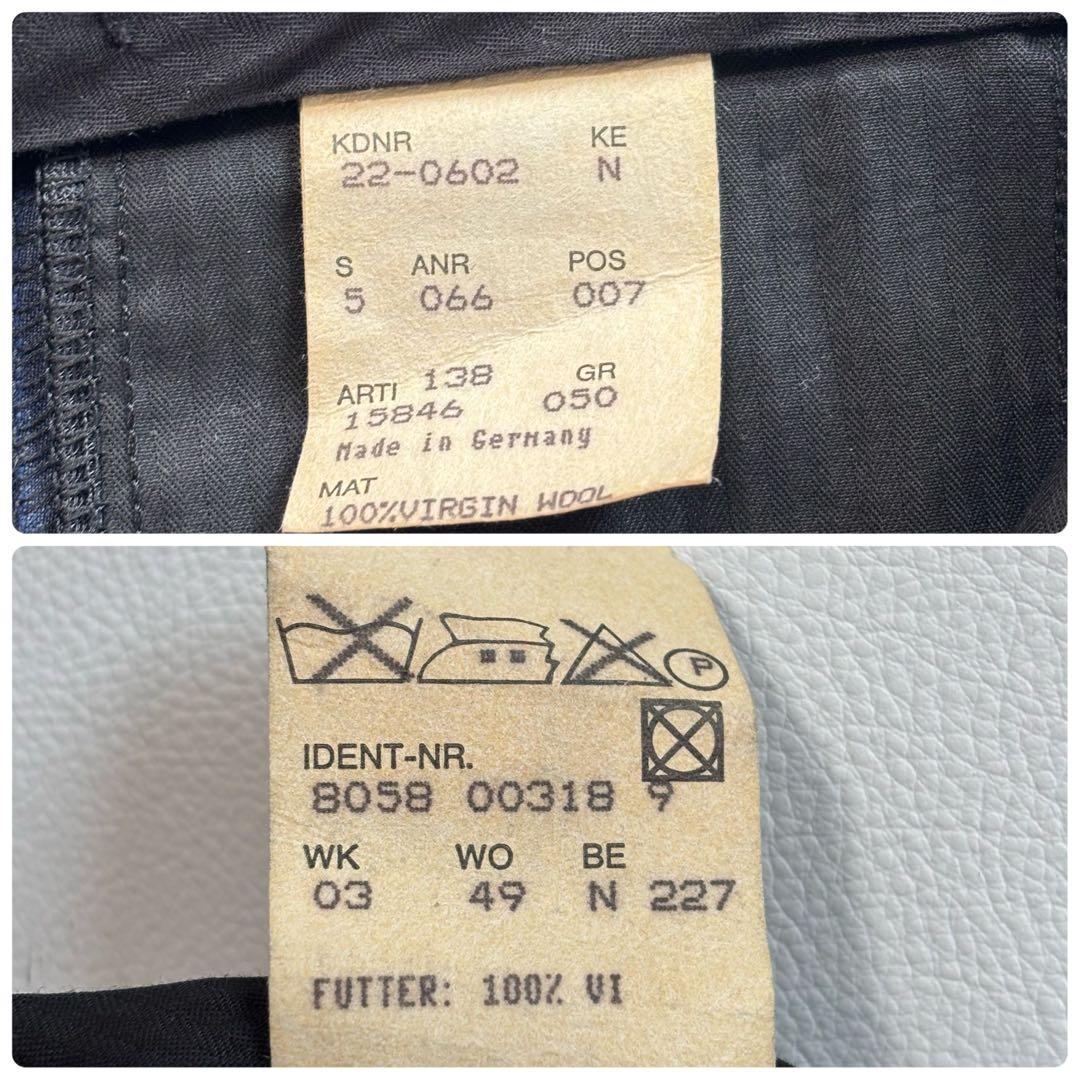 KDNR KE
22-0602 N
S ANR POS
5 066 007
ARTI 138 GR
15846 050
Made in Germany
MAT
100%VIRGIN WOOL
P
IDENT-NR.
8058 00318 9
WK WO BE
03 49 N 227
FUTTER: 100% VI